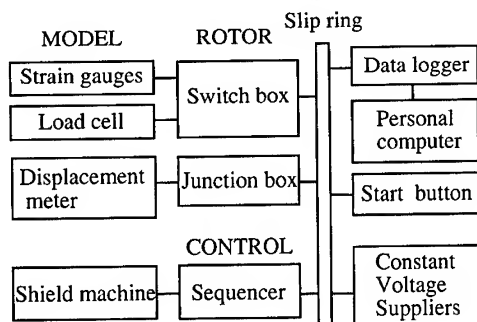 MODEL
ROTOR
Slip ring
Strain gauges
Switch box
Load cell
Data logger
Personal
computer
Displacement
meter
Junction box
Start button
CONTROL
Shield machine
Sequencer
Constant
Voltage
Suppliers